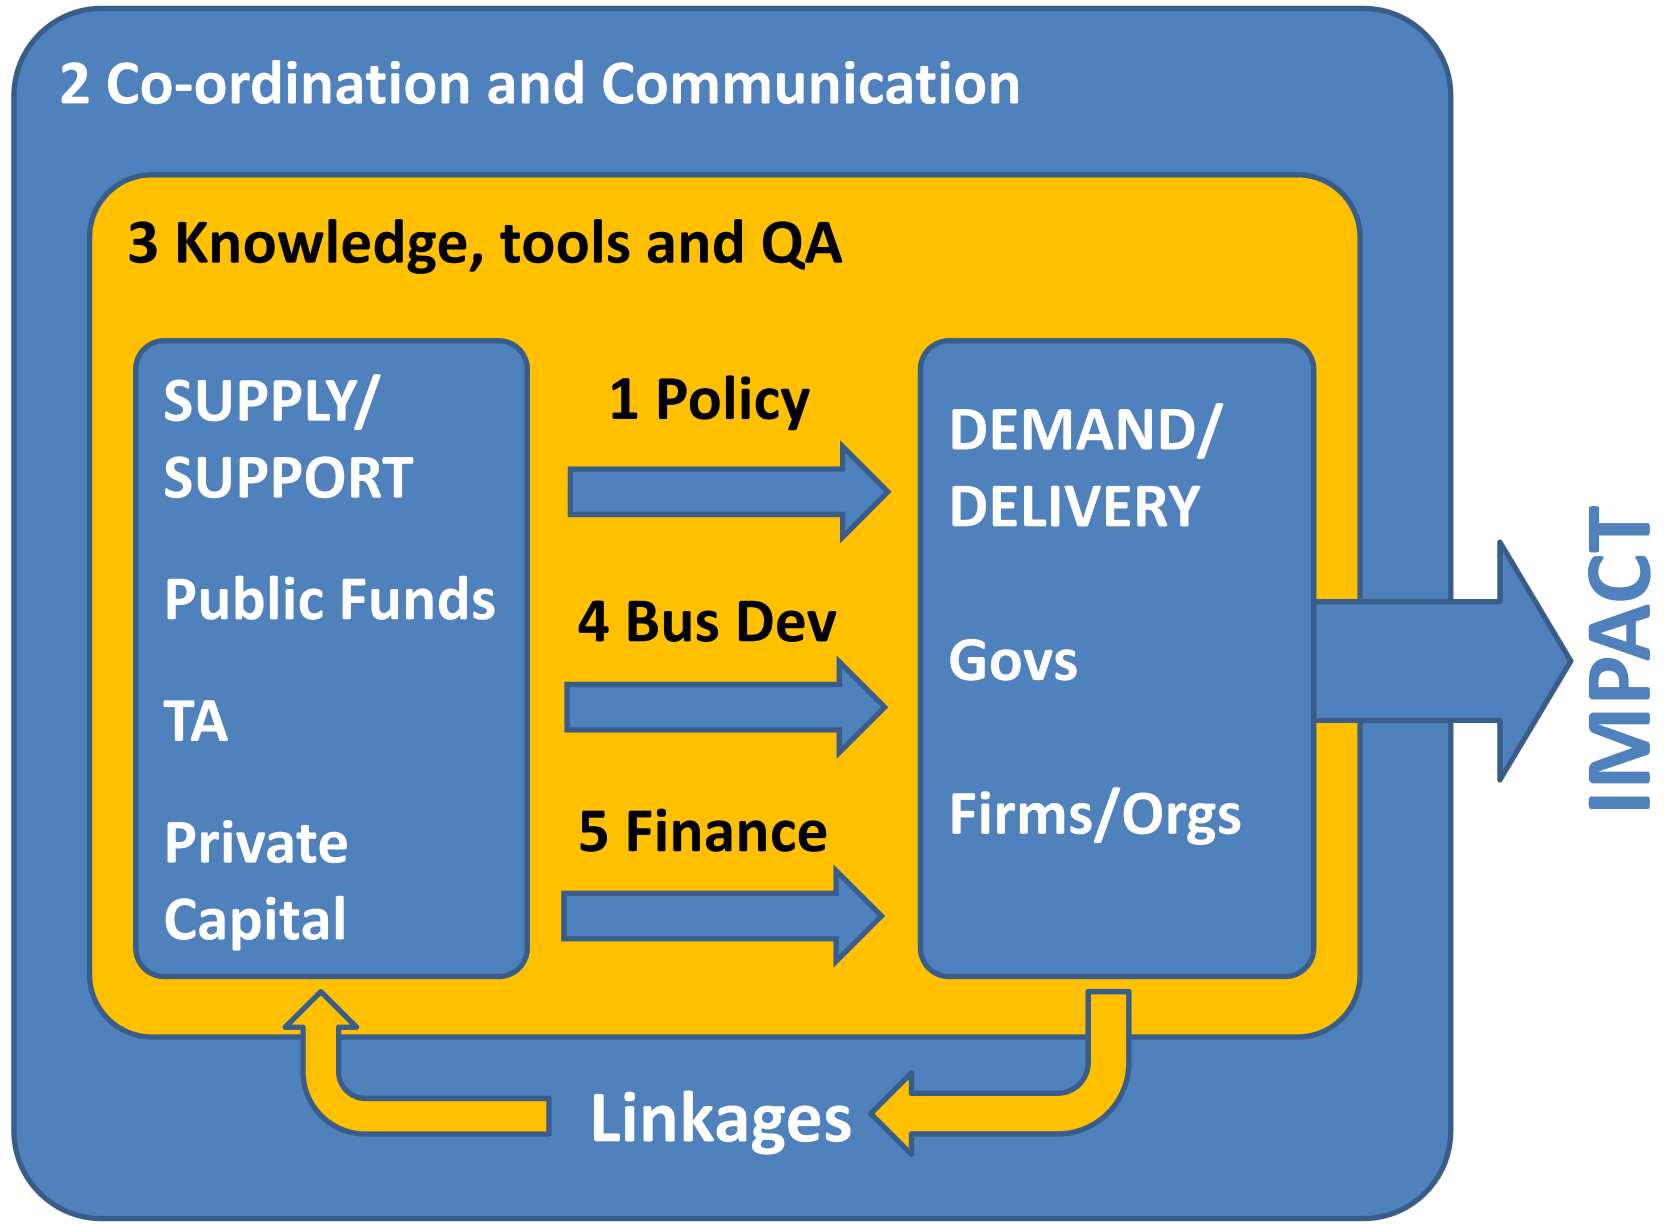 2 Co-ordination and Communication
3 Knowledge, tools and QA
SUPPLY/
SUPPORT
Public Funds
TA
Private
Capital
1 Policy
4 Bus Dev
5 Finance
DEMAND/
DELIVERY
Govs
Firms/Orgs
Linkages
IMPACT